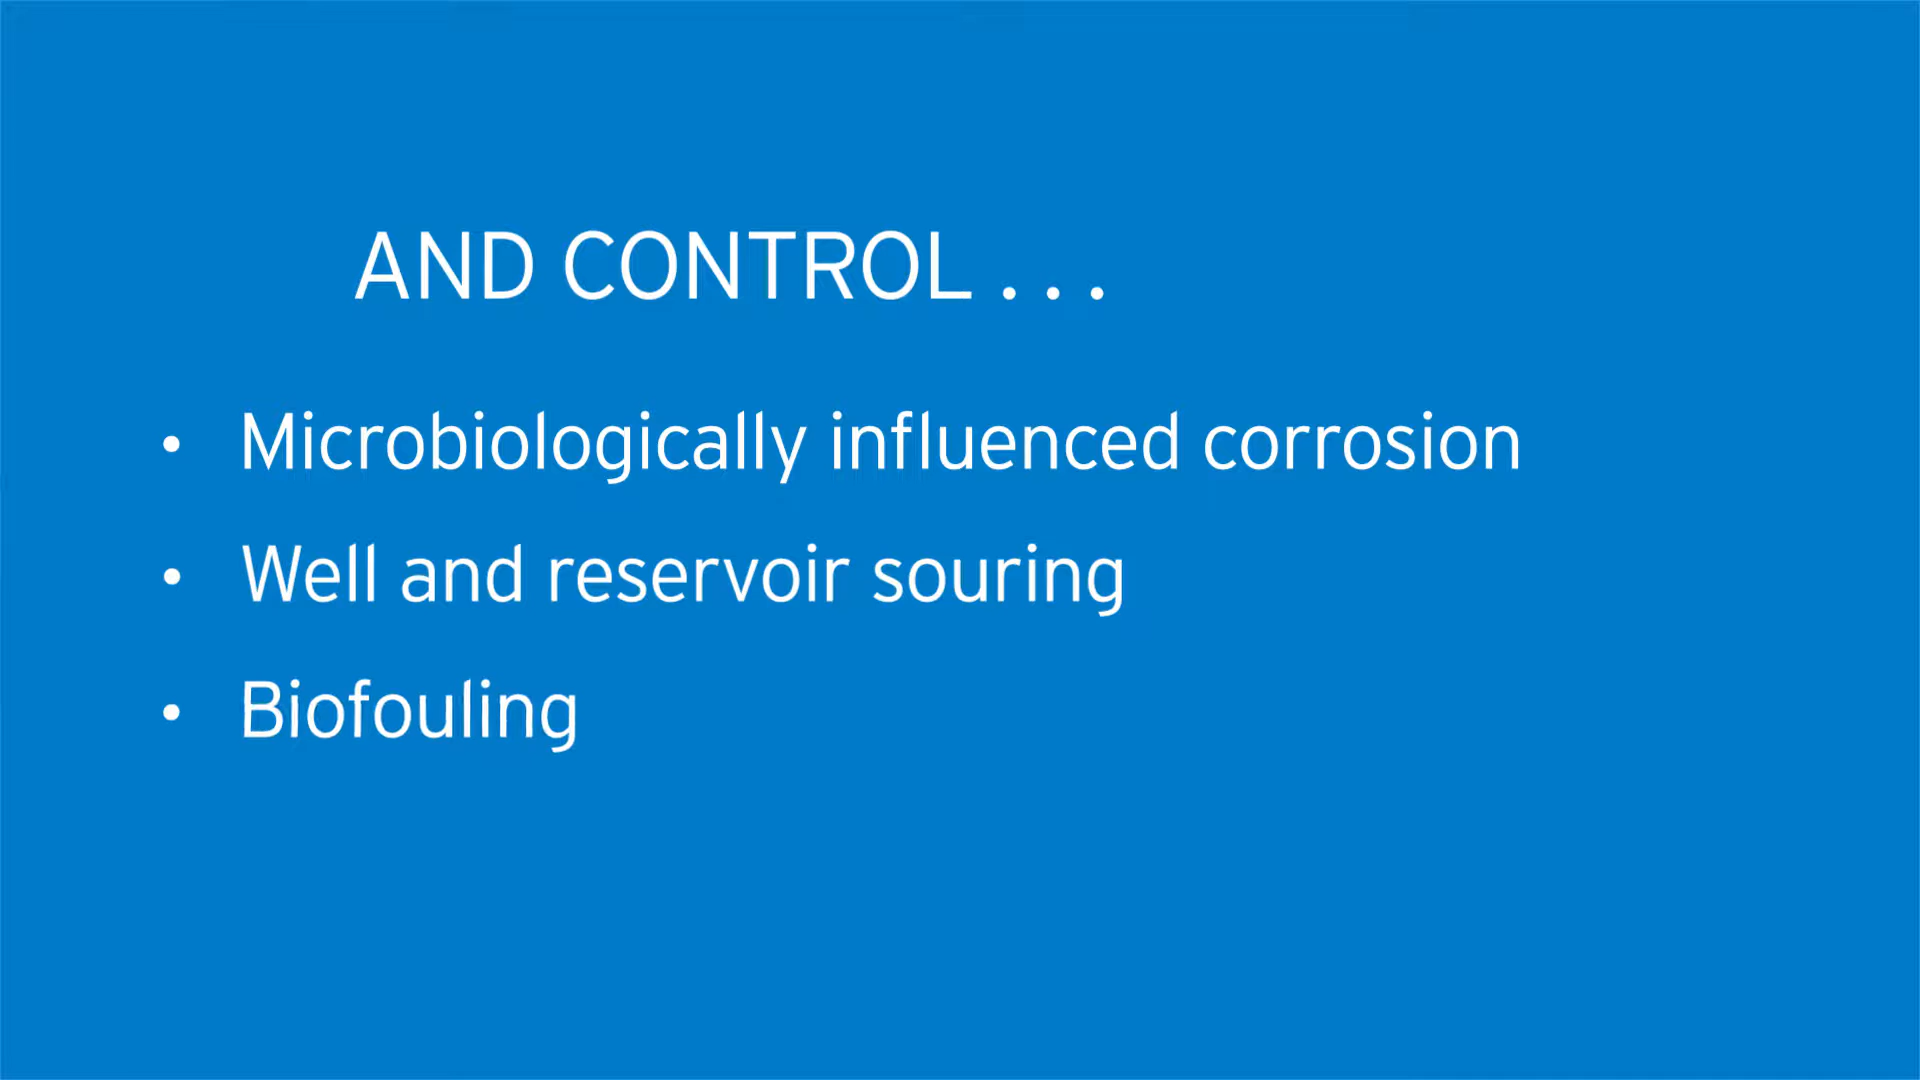 AND CONTROL . . .
• Microbiologically influenced corrosion
• Well and reservoir souring
• Biofouling